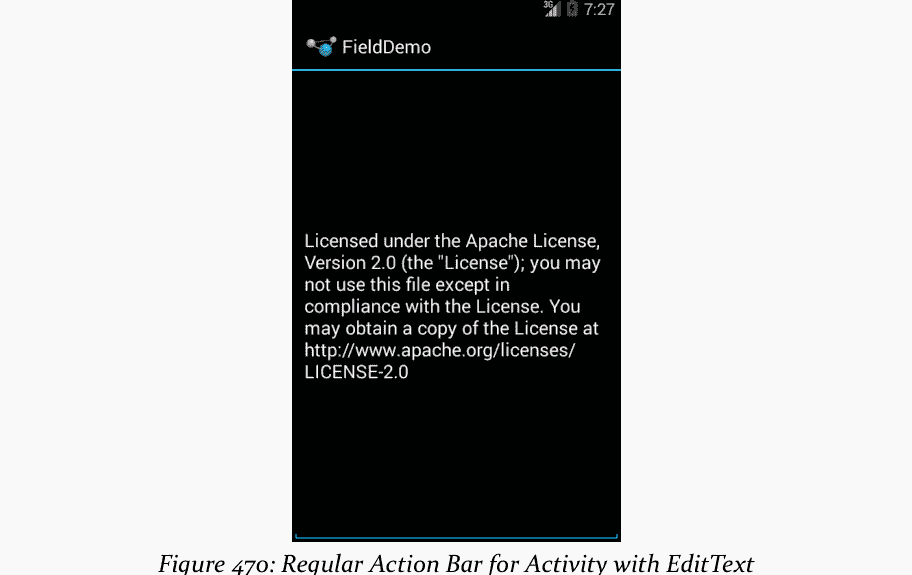 3G 7:27
FieldDemo
Licensed under the Apache License,
Version 2.0 (the "License"); you may
not use this file except in
compliance with the License. You
may obtain a copy of the License at
http://www.apache.org/licenses/
LICENSE-2.0
Figure 470: Regular Action Bar for Activity with EditText